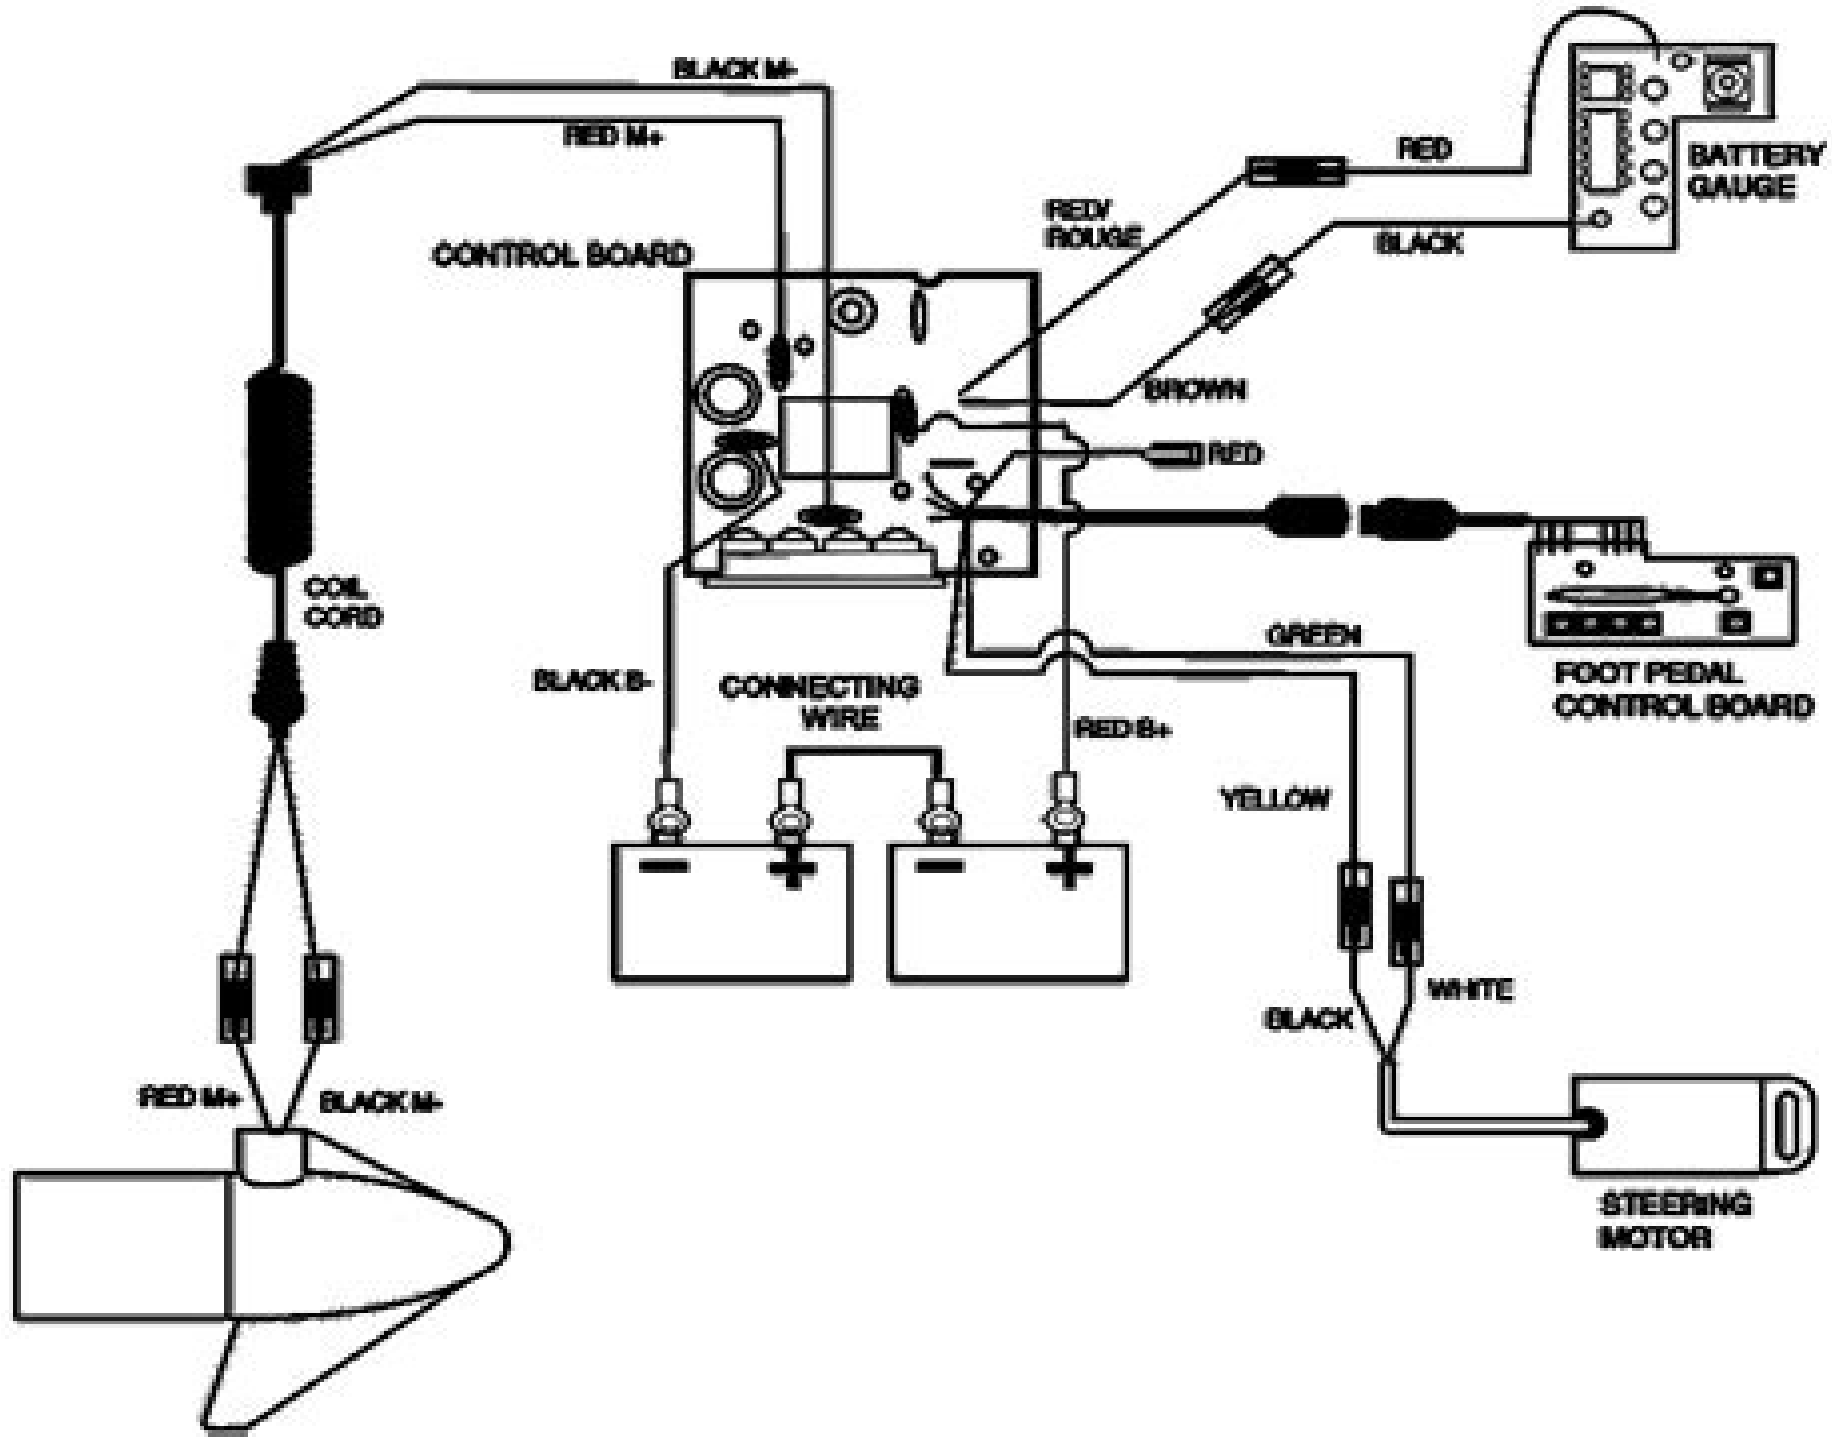 BLACK M-
RED M+
CONTROL BOARD
RED/
ROUGE
RED
BATTERY
GAUGE
BLACK
BROWN
RED
COIL
CORD
GREEN
FOOT PEDAL
CONTROL BOARD
BLACK B-
CONNECTING
WIRE
RED B+
YELLOW
WHITE
BLACK
RED M+
BLACK M-
STEERING
MOTOR